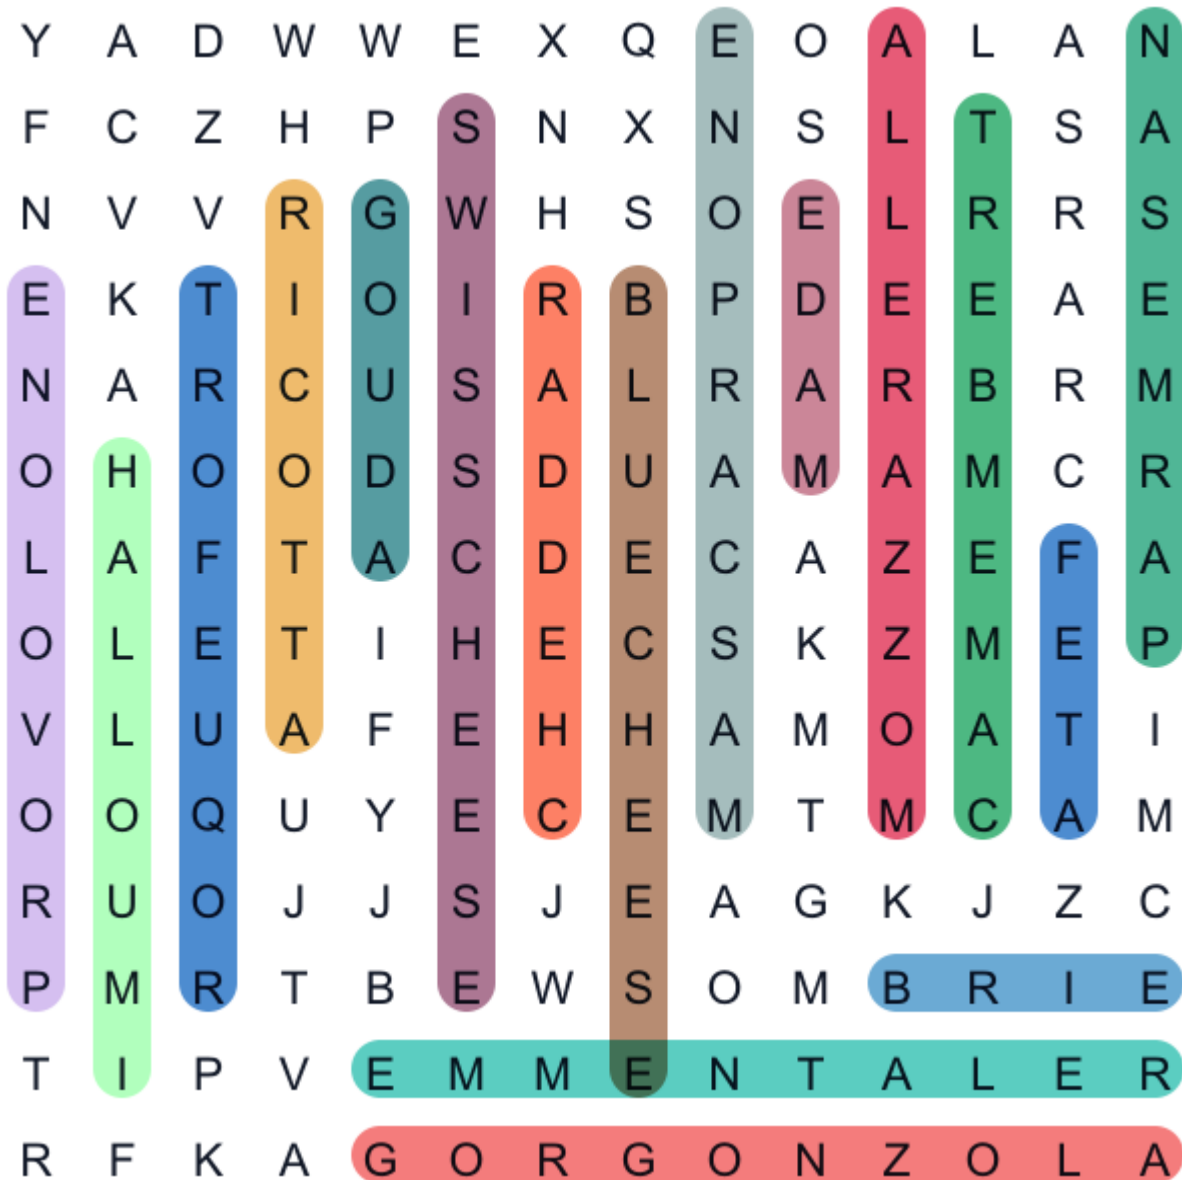 Y A D W W E X Q E O A L A N
F C Z H P S N X N S L T S A
N V V R G W H S O E L R R S
E K T I O I R B P D E E A E
N A R C U S A L R A R B R M
O H O O D S D U A M A M C R
L A F T A C D E C A Z E F A
O L E T I H E C S K Z M E P
V L U A F E H H A M O A T I
O O Q U Y E C E M T M C A M
R U O J J S J E A G K J Z C
P M R T B E W S O M B R I E
T I P V E M M E N T A L E R
R F K A G O R G O N Z O L A